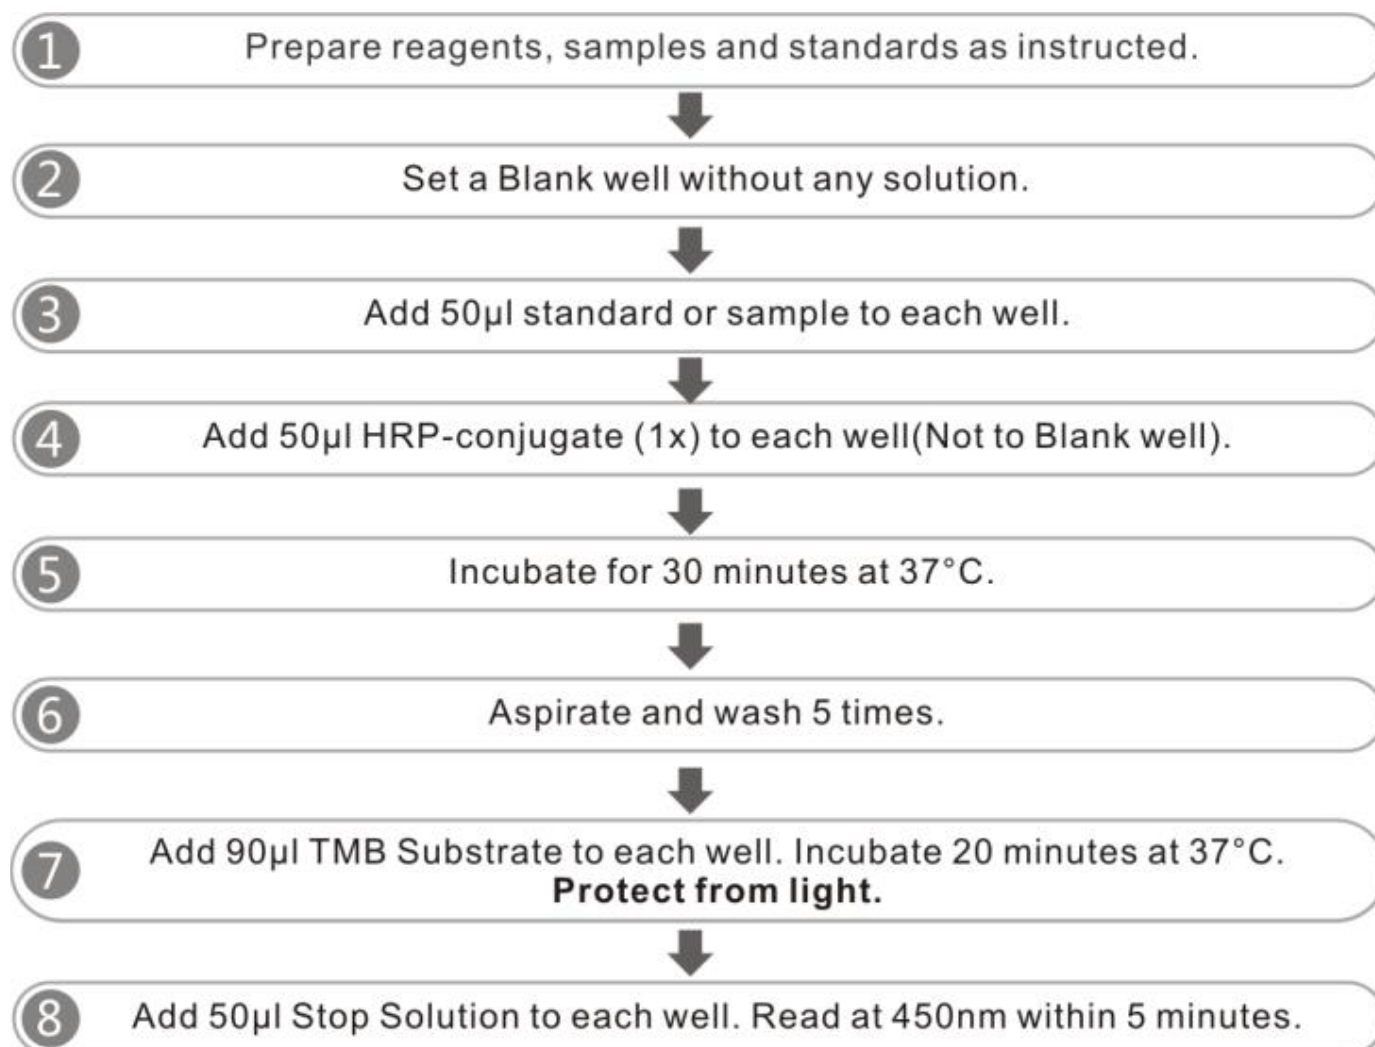 1 Prepare reagents, samples and standards as instructed.
2 Set a Blank well without any solution.
3 Add 50µl standard or sample to each well.
4 Add 50µl HRP-conjugate (1x) to each well(Not to Blank well).
5 Incubate for 30 minutes at 37°C.
6 Aspirate and wash 5 times.
7 Add 90µl TMB Substrate to each well. Incubate 20 minutes at 37°C.
Protect from light.
8 Add 50µl Stop Solution to each well. Read at 450nm within 5 minutes.